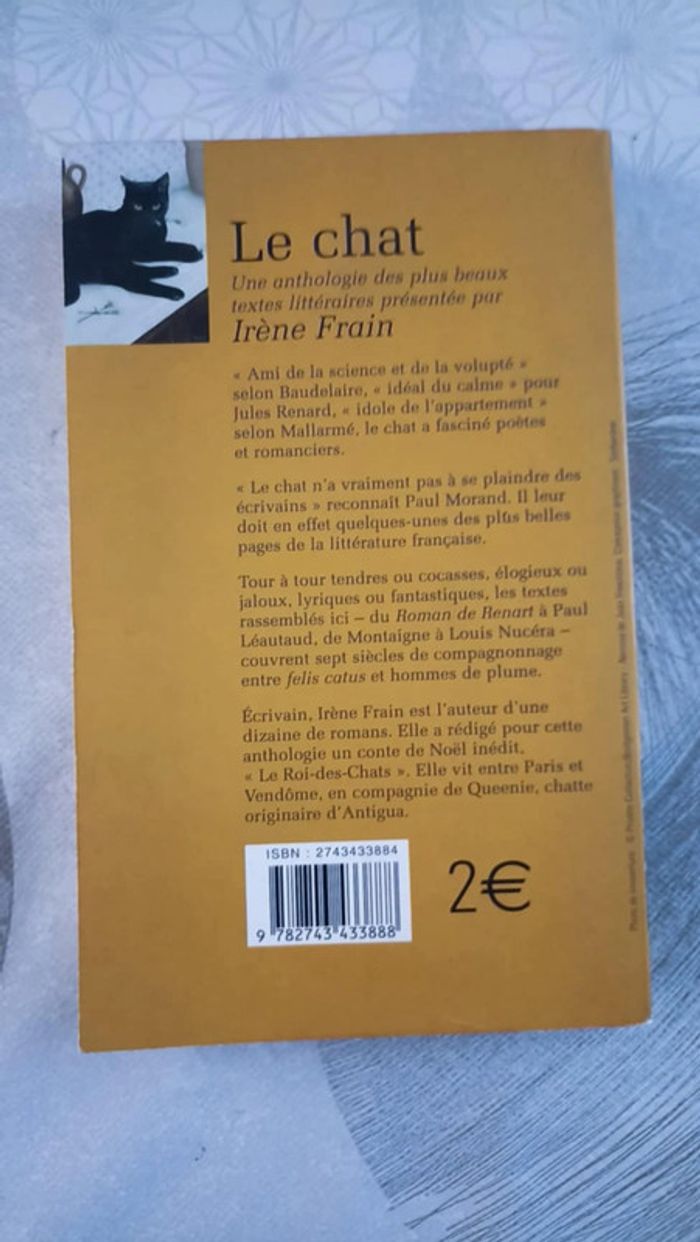 Le chat
Une anthologie des plus beaux
textes littéraires présentée par
Irène Frain
« Ami de la science et de la volupté »
selon Baudelaire, « idéal du calme » pour
Jules Renard, « idole de l'appartement »
selon Mallarmé, le chat a fasciné poètes
et romanciers.
« Le chat n'a vraiment pas à se plaindre des
écrivains » reconnaît Paul Morand. Il leur
doit en effet quelques-unes des plus belles
pages de la littérature française.
Tour à tour tendres ou cocasses, élogieux ou
jaloux, lyriques ou fantastiques, les textes
rassemblés ici – du Roman de Renart à Paul
Léautaud, de Montaigne à Louis Nucéra –
couvrent sept siècles de compagnonnage
entre felis catus et hommes de plume.
Écrivain, Irène Frain est l'auteur d'une
dizaine de romans. Elle a rédigé pour cette
anthologie un conte de Noël inédit,
« Le Roi-des-Chats ». Elle vit entre Paris et
Vendôme, en compagnie de Queenie, chatte
originaire d'Antigua.
ISBN : 2743433884
9 782743 433888
2€
Photo de couverture : ©